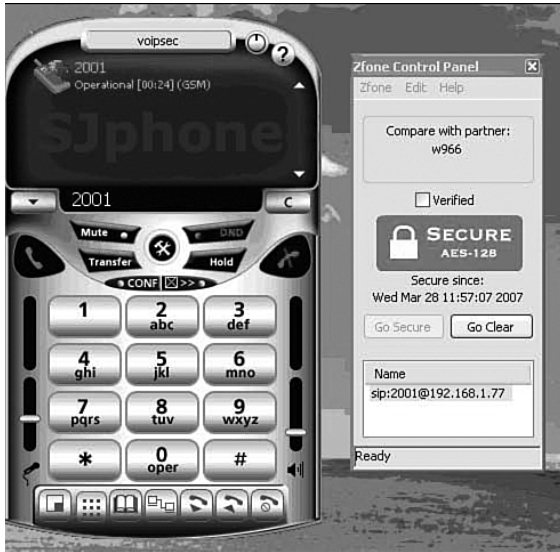 voipsec
?
2001
Operational [00:24] (GSM)
SJphone
2001
C
Mute
DND
Transfer
Hold
CONF >>
1
2
abc
3
def
4
ghi
5
jkl
6
mno
7
pqrs
8
tuv
9
wxyz
*
0
oper
#
Zfone Control Panel
Zfone Edit Help
Compare with partner:
w966
Verified
SECURE
AES-128
Secure since:
Wed Mar 28 11:57:07 2007
Go Secure Go Clear
Name
sip:2001@192.168.1.77
Ready